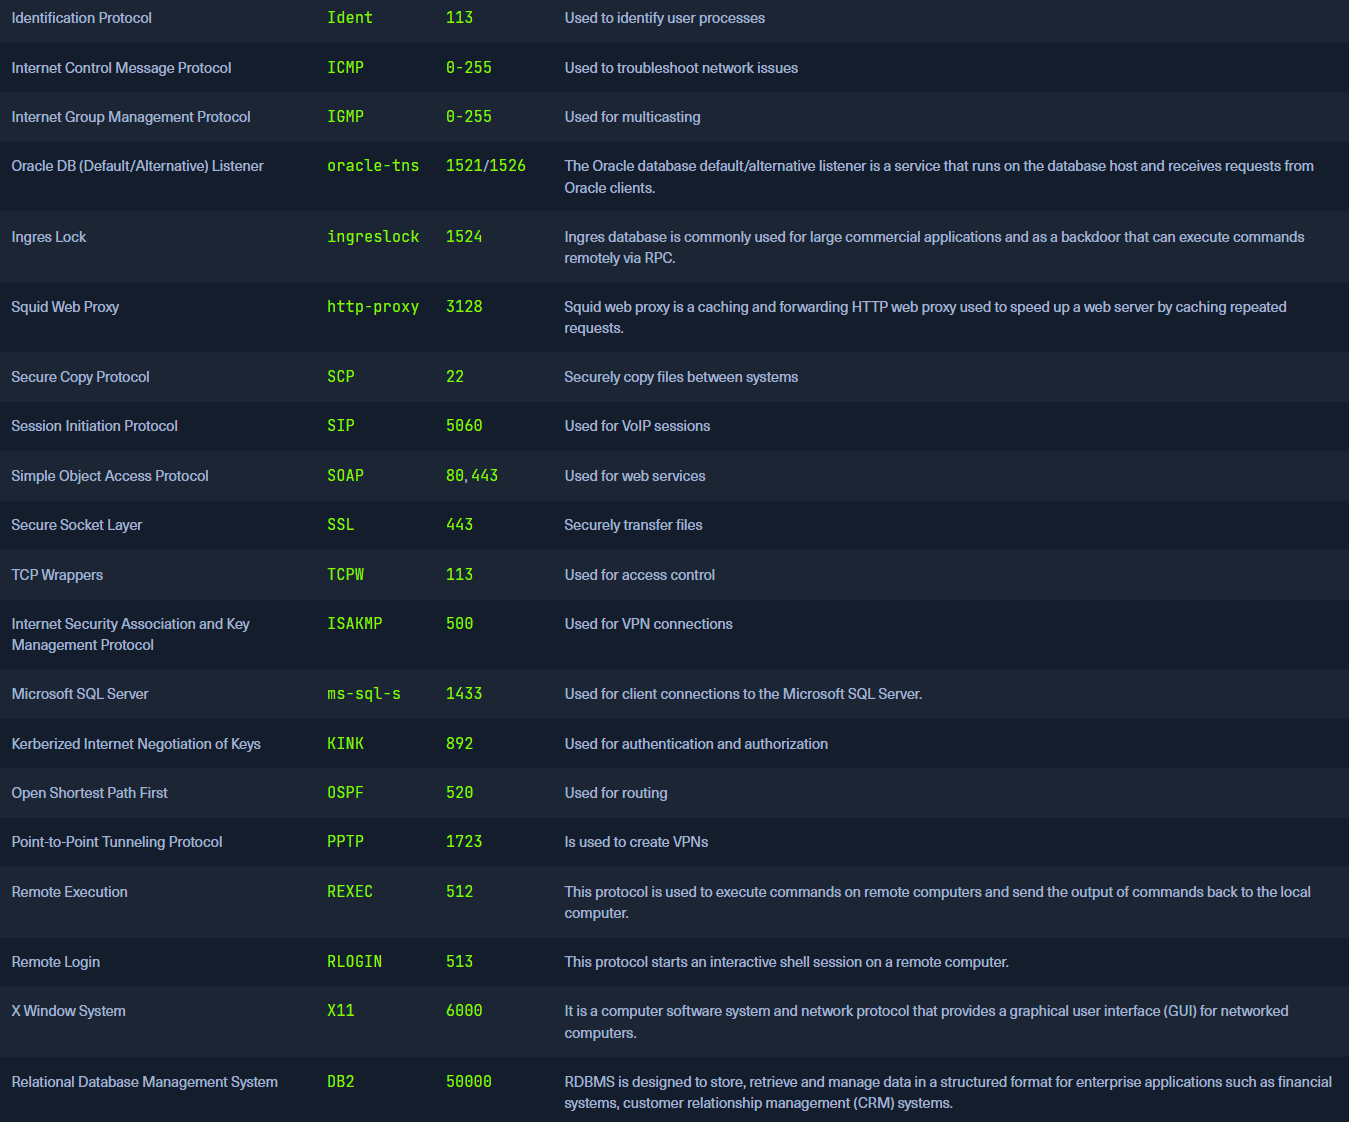 Identification Protocol Ident 113 Used to identify user processes
Internet Control Message Protocol ICMP 0-255 Used to troubleshoot network issues
Internet Group Management Protocol IGMP 0-255 Used for multicasting
Oracle DB (Default/Alternative) Listener oracle-tns 1521/1526 The Oracle database default/alternative listener is a service that runs on the database host and receives requests from
Oracle clients.
Ingres Lock ingreslock 1524 Ingres database is commonly used for large commercial applications and as a backdoor that can execute commands
remotely via RPC.
Squid Web Proxy http-proxy 3128 Squid web proxy is a caching and forwarding HTTP web proxy used to speed up a web server by caching repeated
requests.
Secure Copy Protocol SCP 22 Securely copy files between systems
Session Initiation Protocol SIP 5060 Used for VoIP sessions
Simple Object Access Protocol SOAP 80, 443 Used for web services
Secure Socket Layer SSL 443 Securely transfer files
TCP Wrappers TCPW 113 Used for access control
Internet Security Association and Key ISAKMP 500 Used for VPN connections
Management Protocol
Microsoft SQL Server ms-sql-s 1433 Used for client connections to the Microsoft SQL Server.
Kerberized Internet Negotiation of Keys KINK 892 Used for authentication and authorization
Open Shortest Path First OSPF 520 Used for routing
Point-to-Point Tunneling Protocol PPTP 1723 Is used to create VPNs
Remote Execution REXEC 512 This protocol is used to execute commands on remote computers and send the output of commands back to the local
computer.
Remote Login RLOGIN 513 This protocol starts an interactive shell session on a remote computer.
X Window System X11 6000 It is a computer software system and network protocol that provides a graphical user interface (GUI) for networked
computers.
Relational Database Management System DB2 50000 RDBMS is designed to store, retrieve and manage data in a structured format for enterprise applications such as financial
systems, customer relationship management (CRM) systems.